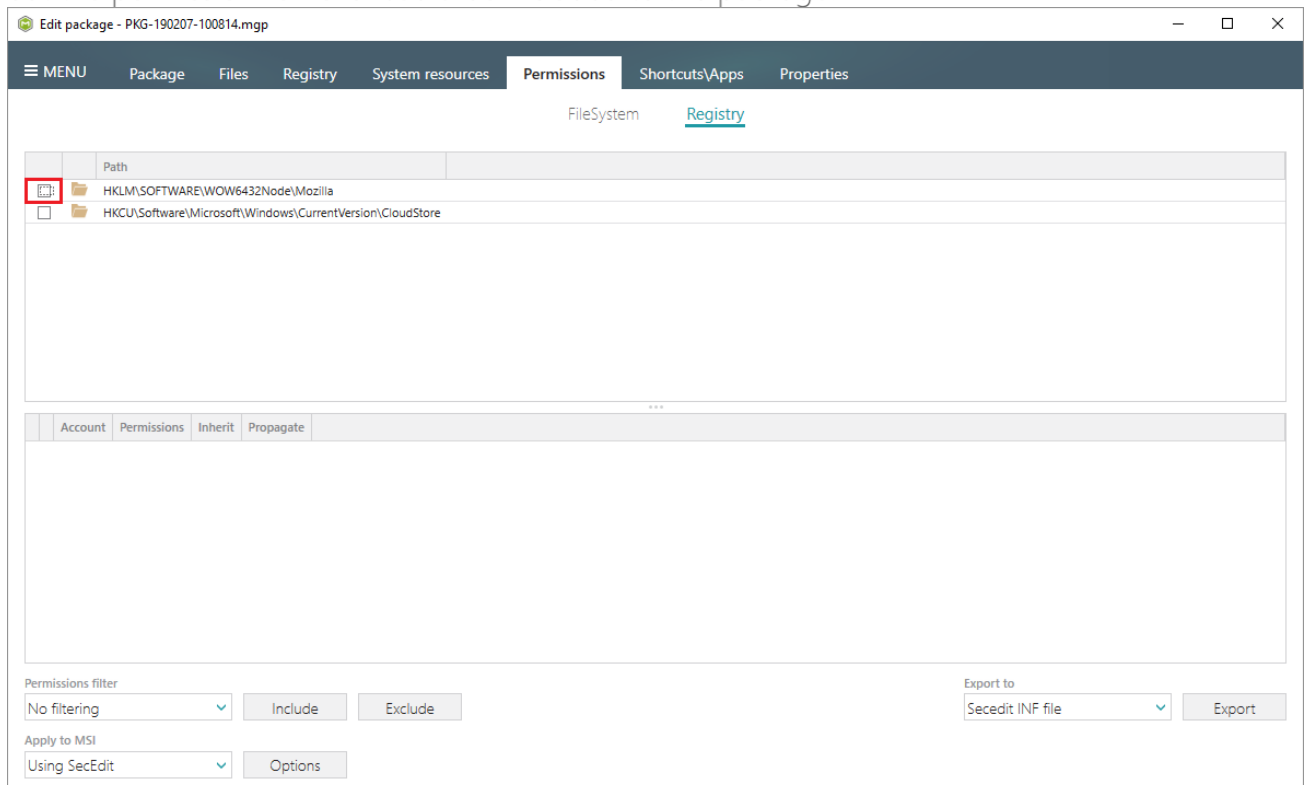 Edit package - PKG-190207-100814.mgp
MENU Package Files Registry System resources Permissions Shortcuts\Apps Properties
FileSystem Registry
Path
HKLM\SOFTWARE\WOW6432Node\Mozilla
HKCU\Software\Microsoft\Windows\CurrentVersion\CloudStore
Account Permissions Inherit Propagate
Permissions filter Export to
No filtering Include Exclude Secedit INF file Export
Apply to MSI
Using SecEdit Options